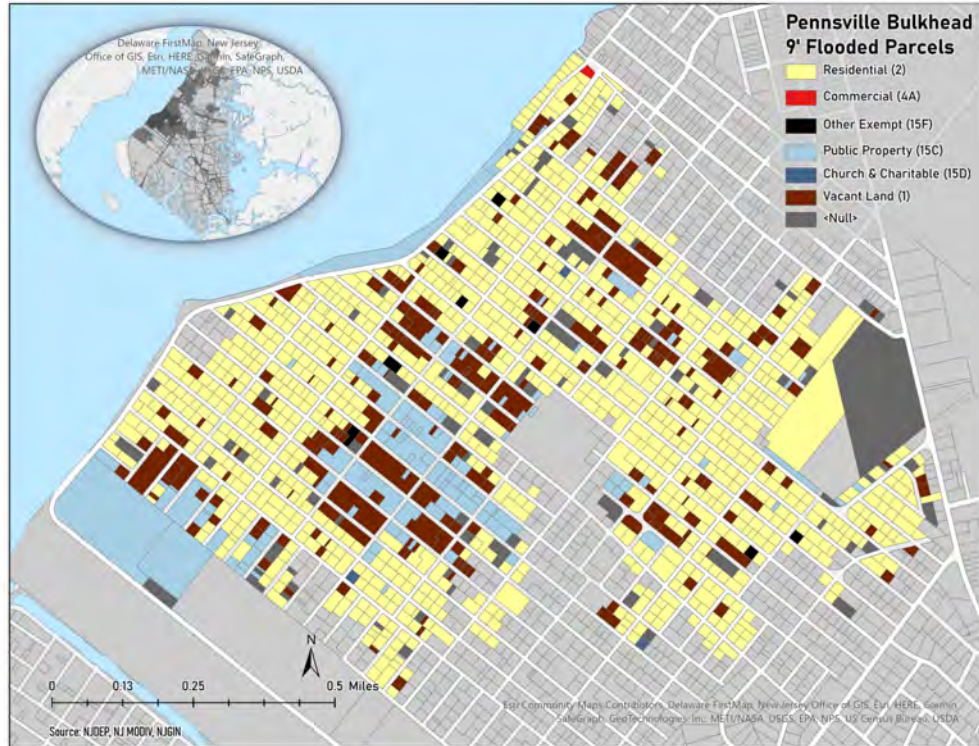 Delaware FirstMap, New Jersey
Office of GIS, Esri, HERE, Garmin, SafeGraph,
METI/NASA, USGS, EPA, NPS, USDA
Pennsville Bulkhead
9' Flooded Parcels
Residential (2)
Commercial (4A)
Other Exempt (15F)
Public Property (15C)
Church & Charitable (15D)
Vacant Land (1)
<Null>
N
0 0.13 0.25 0.5 Miles
Source: NJDEP, NJ MODIV, NJGIN
Esri Community Maps Contributors, Delaware FirstMap, New Jersey Office of GIS, Esri, HERE, Garmin,
SafeGraph, GeoTechnologies, Inc, METI/NASA, USGS, EPA, NPS, US Census Bureau, USDA